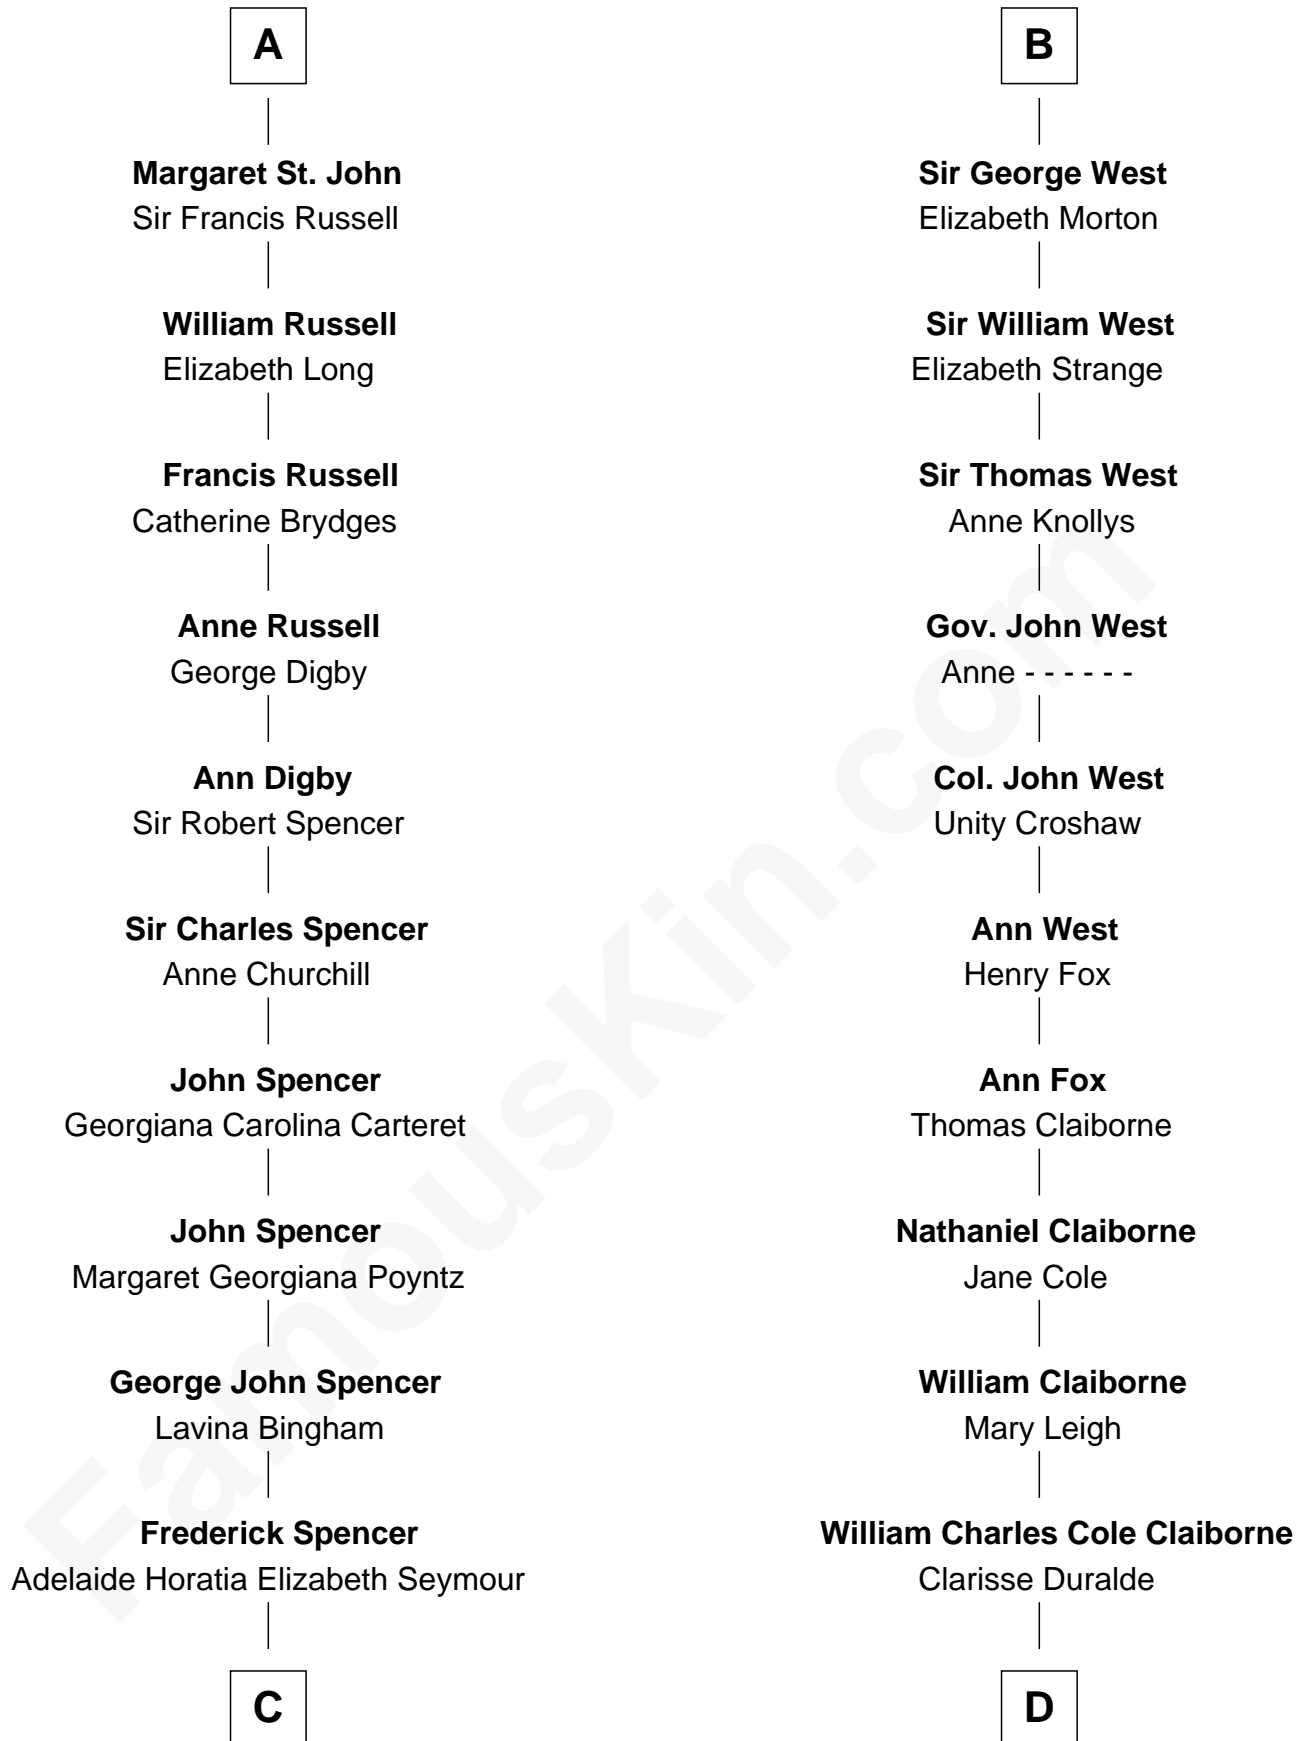 A
Margaret St. John
Sir Francis Russell
William Russell
Elizabeth Long
Francis Russell
Catherine Brydges
Anne Russell
George Digby
Ann Digby
Sir Robert Spencer
Sir Charles Spencer
Anne Churchill
John Spencer
Georgiana Carolina Carteret
John Spencer
Margaret Georgiana Poyntz
George John Spencer
Lavina Bingham
Frederick Spencer
Adelaide Horatia Elizabeth Seymour
C
B
Sir George West
Elizabeth Morton
Sir William West
Elizabeth Strange
Sir Thomas West
Anne Knollys
Gov. John West
Anne - - - - - -
Col. John West
Unity Croshaw
Ann West
Henry Fox
Ann Fox
Thomas Claiborne
Nathaniel Claiborne
Jane Cole
William Claiborne
Mary Leigh
William Charles Cole Claiborne
Clarisse Duralde
D
FamousKin.com